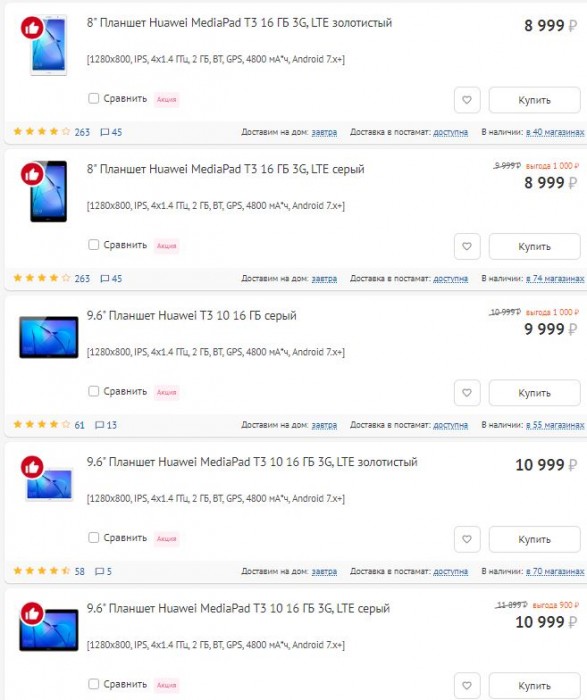 8" Планшет Huawei MediaPad T3 16 ГБ 3G, LTE золотистый
8 999 ₽
[1280x800, IPS, 4x1.4 ГГц, 2 ГБ, BT, GPS, 4800 мА*ч, Android 7.x+]
Сравнить Акция Купить
263 45 Доставим на дом: завтра Доставка в постамат: доступна В наличии: в 40 магазинах
8" Планшет Huawei MediaPad T3 16 ГБ 3G, LTE серый
9 999 ₽ выгода 1 000 ₽
8 999 ₽
[1280x800, IPS, 4x1.4 ГГц, 2 ГБ, BT, GPS, 4800 мА*ч, Android 7.x+]
Сравнить Акция Купить
263 45 Доставим на дом: завтра Доставка в постамат: доступна В наличии: в 74 магазинах
9.6" Планшет Huawei T3 10 16 ГБ серый
10 999 ₽ выгода 1 000 ₽
9 999 ₽
[1280x800, IPS, 4x1.4 ГГц, 2 ГБ, BT, GPS, 4800 мА*ч, Android 7.x+]
Сравнить Акция Купить
61 13 Доставим на дом: завтра Доставка в постамат: доступна В наличии: в 55 магазинах
9.6" Планшет Huawei MediaPad T3 10 16 ГБ 3G, LTE золотистый
10 999 ₽
[1280x800, IPS, 4x1.4 ГГц, 2 ГБ, BT, GPS, 4800 мА*ч, Android 7.x+]
Сравнить Акция Купить
58 5 Доставим на дом: завтра Доставка в постамат: доступна В наличии: в 70 магазинах
9.6" Планшет Huawei MediaPad T3 10 16 ГБ 3G, LTE серый
11 899 ₽ выгода 900 ₽
10 999 ₽
[1280x800, IPS, 4x1.4 ГГц, 2 ГБ, BT, GPS, 4800 мА*ч, Android 7.x+]
Сравнить Акция Купить